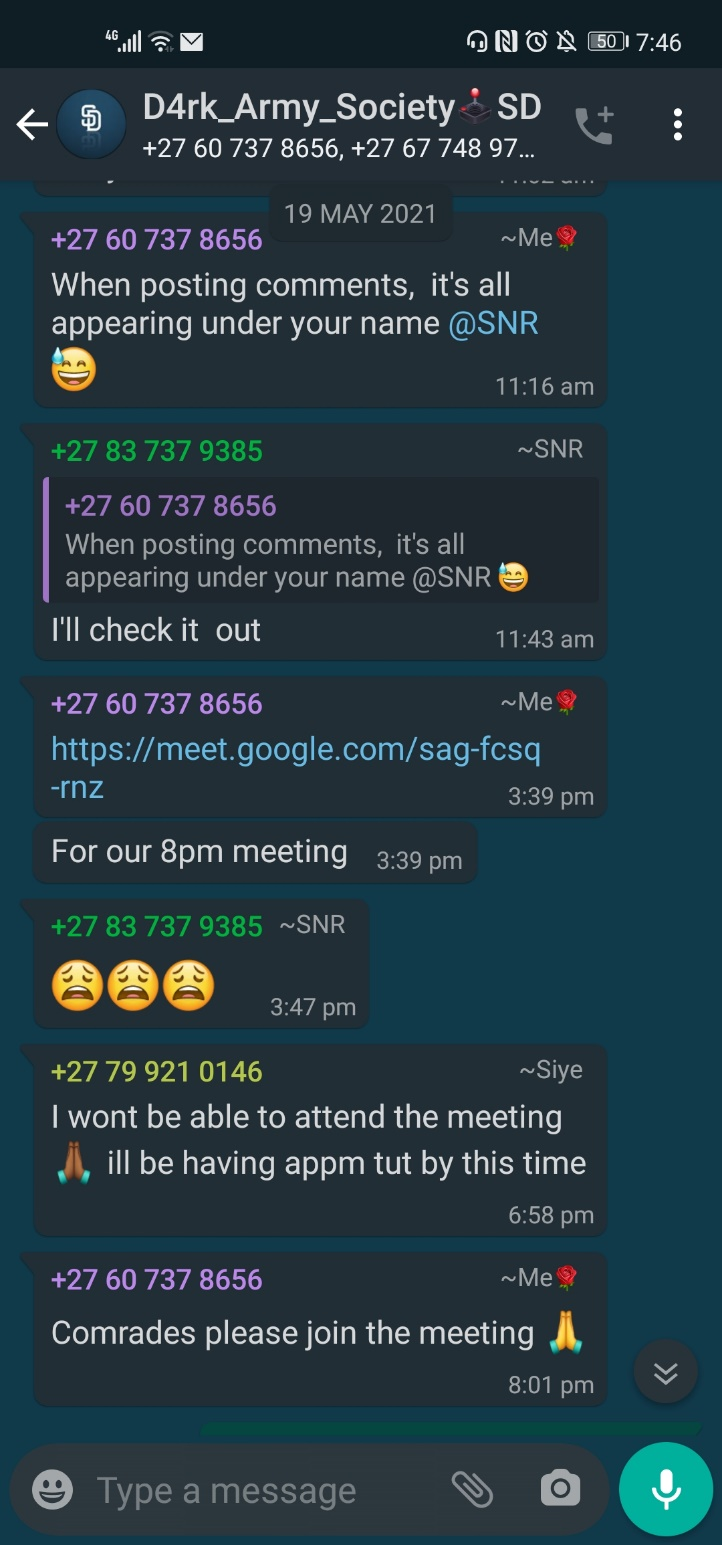 4G 50 7:46
D4rk_Army_Society🕹️SD
+27 60 737 8656, +27 67 748 97...
19 MAY 2021
+27 60 737 8656 ~Me🌹
When posting comments,  it's all
appearing under your name @SNR
😅
11:16 am
+27 83 737 9385 ~SNR
+27 60 737 8656
When posting comments,  it's all
appearing under your name @SNR 😅
I'll check it  out 11:43 am
+27 60 737 8656 ~Me🌹
https://meet.google.com/sag-fcsq
-rnz
3:39 pm
For our 8pm meeting 3:39 pm
+27 83 737 9385 ~SNR
😩😩😩 3:47 pm
+27 79 921 0146 ~Siye
I wont be able to attend the meeting
🙏🏾 ill be having appm tut by this time
6:58 pm
+27 60 737 8656 ~Me🌹
Comrades please join the meeting 🙏
8:01 pm
Type a message